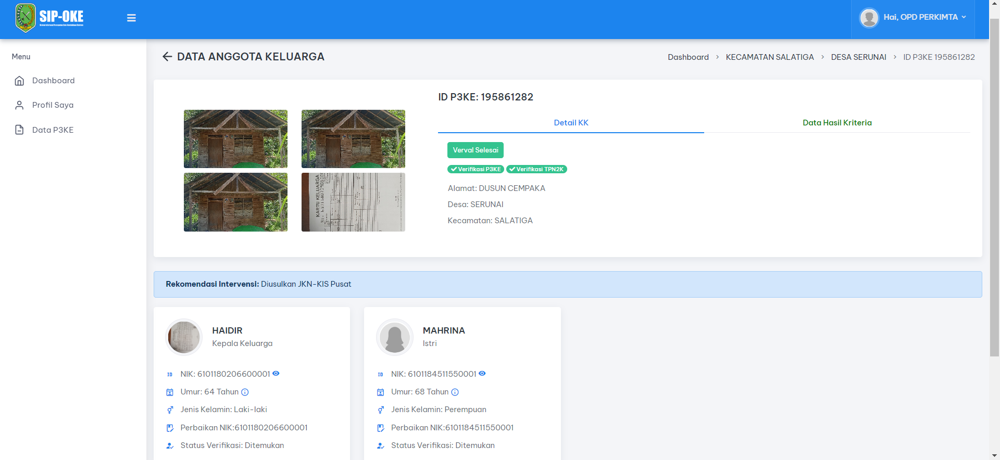 SIP-OKE
Hai, OPD PERKIMTA
Menu
Dashboard
Profil Saya
Data P3KE
DATA ANGGOTA KELUARGA
Dashboard > KECAMATAN SALATIGA > DESA SERUNAI > ID P3KE 195861282
KARTU KELUARGA
ID P3KE: 195861282
Detail KK
Data Hasil Kriteria
Verval Selesai
Verifikasi P3KE
Verifikasi TPN2K
Alamat: DUSUN CEMPAKA
Desa: SERUNAI
Kecamatan: SALATIGA
Rekomendasi Intervensi: Diusulkan JKN-KIS Pusat
HAIDIR
Kepala Keluarga
ID NIK: 6101180206600001
Umur: 64 Tahun
Jenis Kelamin: Laki-laki
Perbaikan NIK:6101180206600001
Status Verifikasi: Ditemukan
MAHRINA
Istri
ID NIK: 6101184511550001
Umur: 68 Tahun
Jenis Kelamin: Perempuan
Perbaikan NIK:6101184511550001
Status Verifikasi: Ditemukan